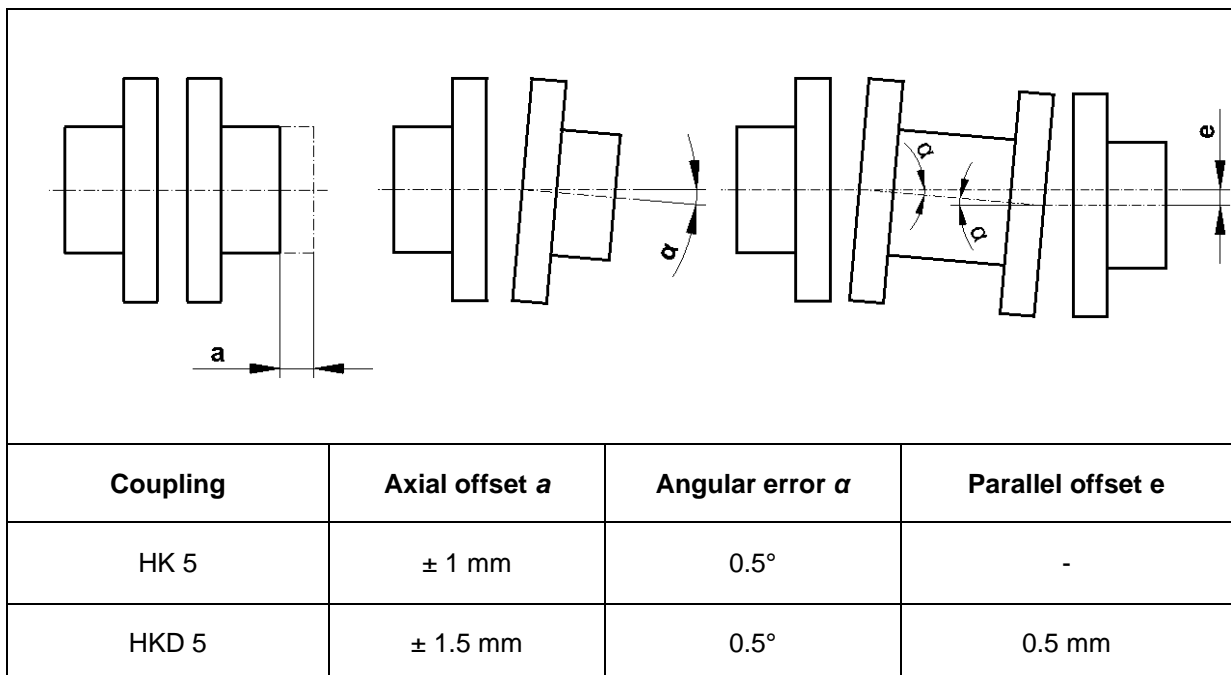 a
α
α
α
e
Coupling Axial offset a Angular error α Parallel offset e
HK 5 ± 1 mm 0.5° -
HKD 5 ± 1.5 mm 0.5° 0.5 mm